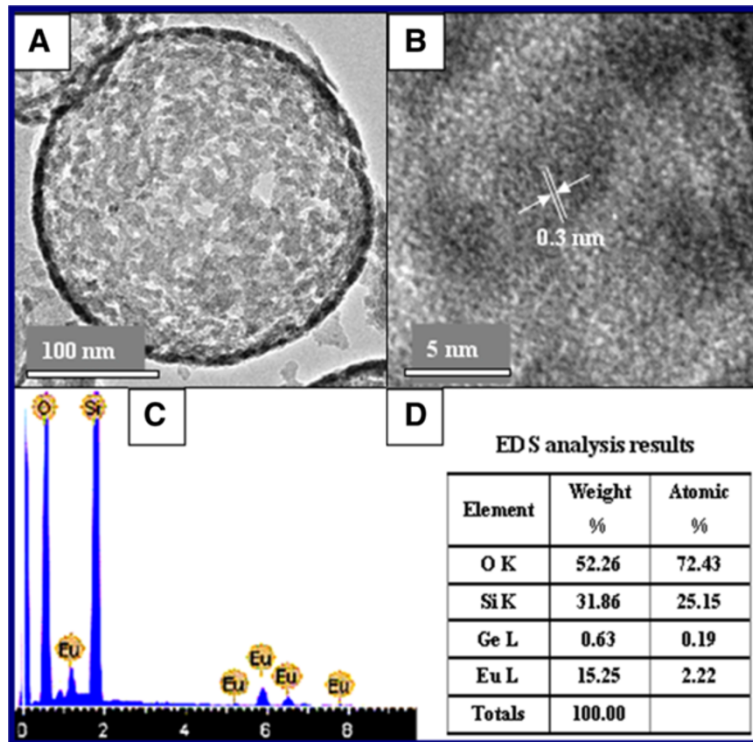 A
100 nm
B
0.3 nm
5 nm
C
O
Si
Eu
Eu
Eu
Eu
Eu
0 2 4 6 8
D
EDS analysis results
Element Weight % Atomic %
O K 52.26 72.43
Si K 31.86 25.15
Ge L 0.63 0.19
Eu L 15.25 2.22
Totals 100.00